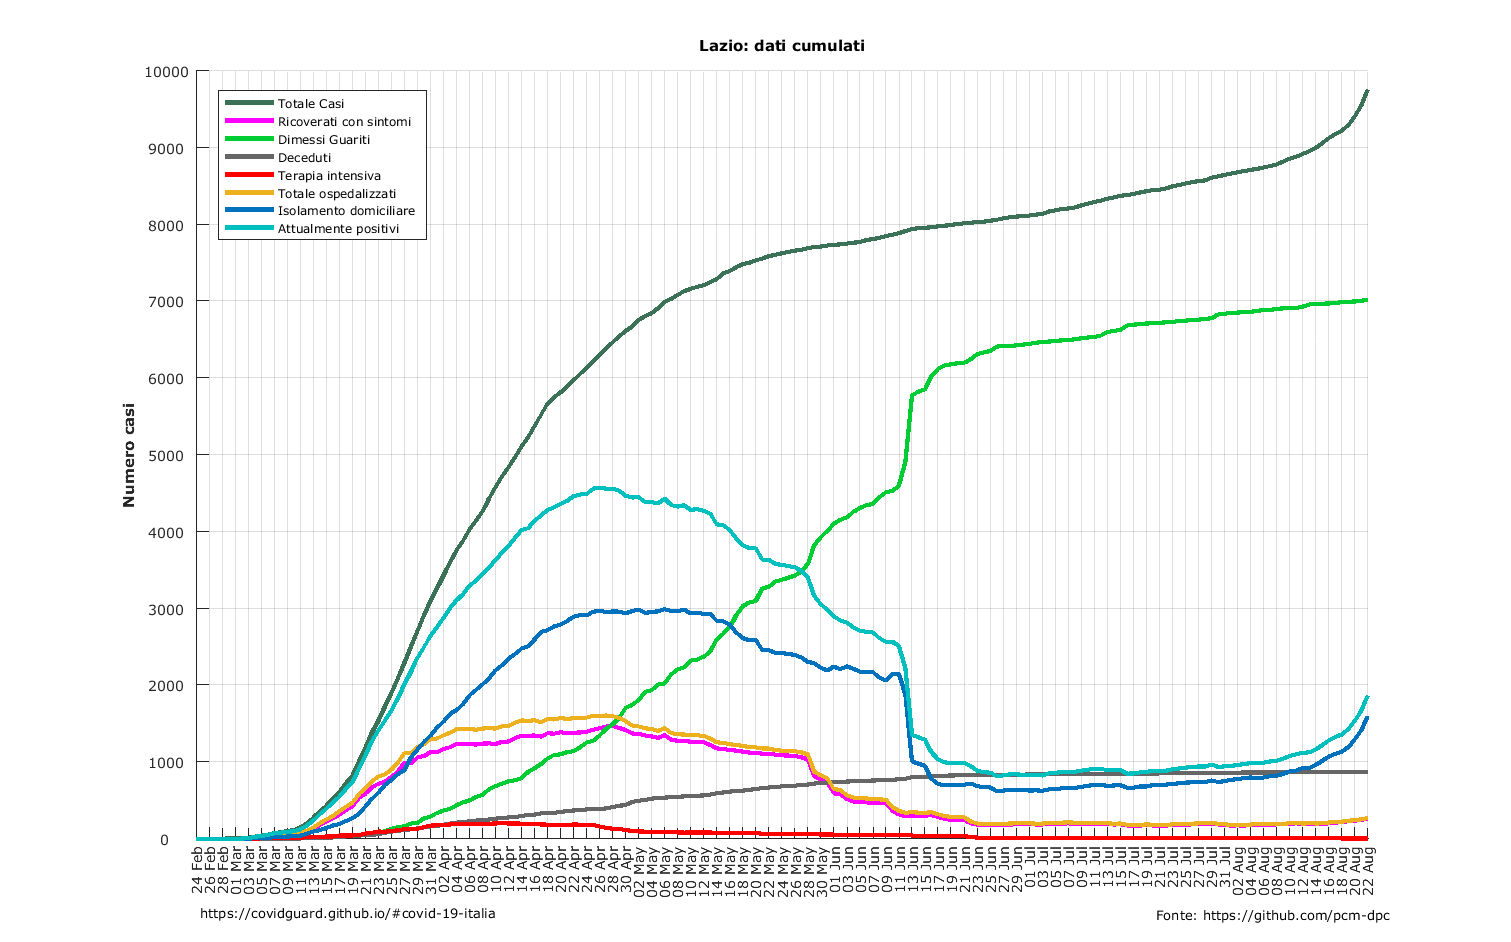 Lazio: dati cumulati
Numero casi
10000
9000
8000
7000
6000
5000
4000
3000
2000
1000
0
Totale Casi
Ricoverati con sintomi
Dimessi Guariti
Deceduti
Terapia intensiva
Totale ospedalizzati
Isolamento domiciliare
Attualmente positivi
24 Feb
26 Feb
28 Feb
01 Mar
03 Mar
05 Mar
07 Mar
09 Mar
11 Mar
13 Mar
15 Mar
17 Mar
19 Mar
21 Mar
23 Mar
25 Mar
27 Mar
29 Mar
31 Mar
02 Apr
04 Apr
06 Apr
08 Apr
10 Apr
12 Apr
14 Apr
16 Apr
18 Apr
20 Apr
22 Apr
24 Apr
26 Apr
28 Apr
30 Apr
02 May
04 May
06 May
08 May
10 May
12 May
14 May
16 May
18 May
20 May
22 May
24 May
26 May
28 May
30 May
01 Jun
03 Jun
05 Jun
07 Jun
09 Jun
11 Jun
13 Jun
15 Jun
17 Jun
19 Jun
21 Jun
23 Jun
25 Jun
27 Jun
29 Jun
01 Jul
03 Jul
05 Jul
07 Jul
09 Jul
11 Jul
13 Jul
15 Jul
17 Jul
19 Jul
21 Jul
23 Jul
25 Jul
27 Jul
29 Jul
31 Jul
02 Aug
04 Aug
06 Aug
08 Aug
10 Aug
12 Aug
14 Aug
16 Aug
18 Aug
20 Aug
22 Aug
https://covidguard.github.io/#covid-19-italia
Fonte: https://github.com/pcm-dpc